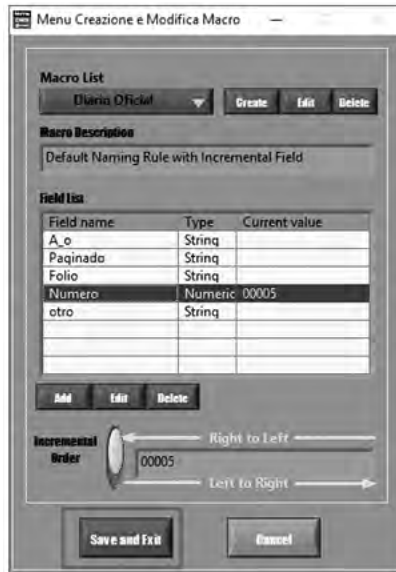 Menu Creazione e Modifica Macro
Macro List
Diario Oficial
Create Edit Delete
Macro Description
Default Naming Rule with Incremental Field
Field List
Field name Type Current value
A_o String
Paginado String
Folio String
Numero Numeric 00005
otro String
Add Edit Delete
Incremental Order
Right to Left
00005
Left to Right
Save and Exit Cancel